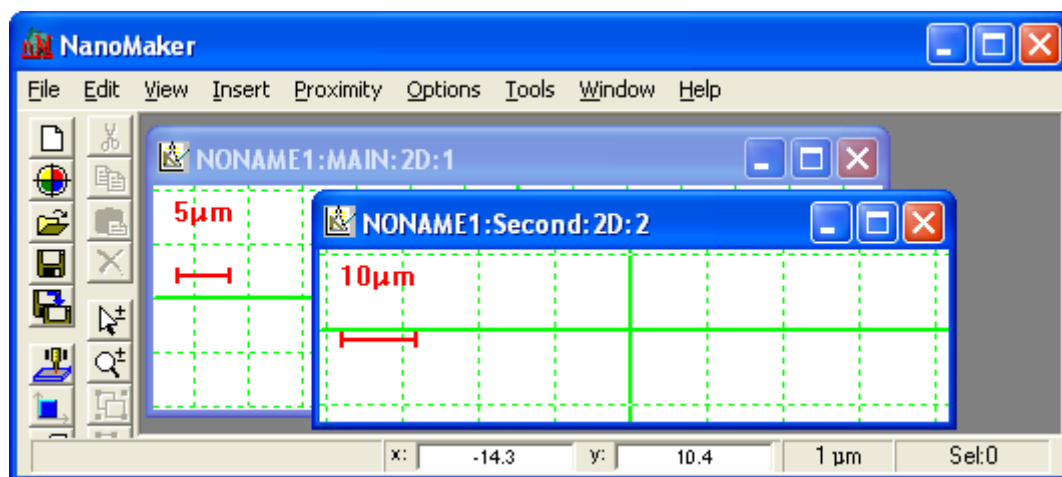 NanoMaker
File Edit View Insert Proximity Options Tools Window Help
NONAME1:MAIN:2D:1
5µm
NONAME1:Second:2D:2
10µm
x: -14.3 y: 10.4 1 µm Sel:0